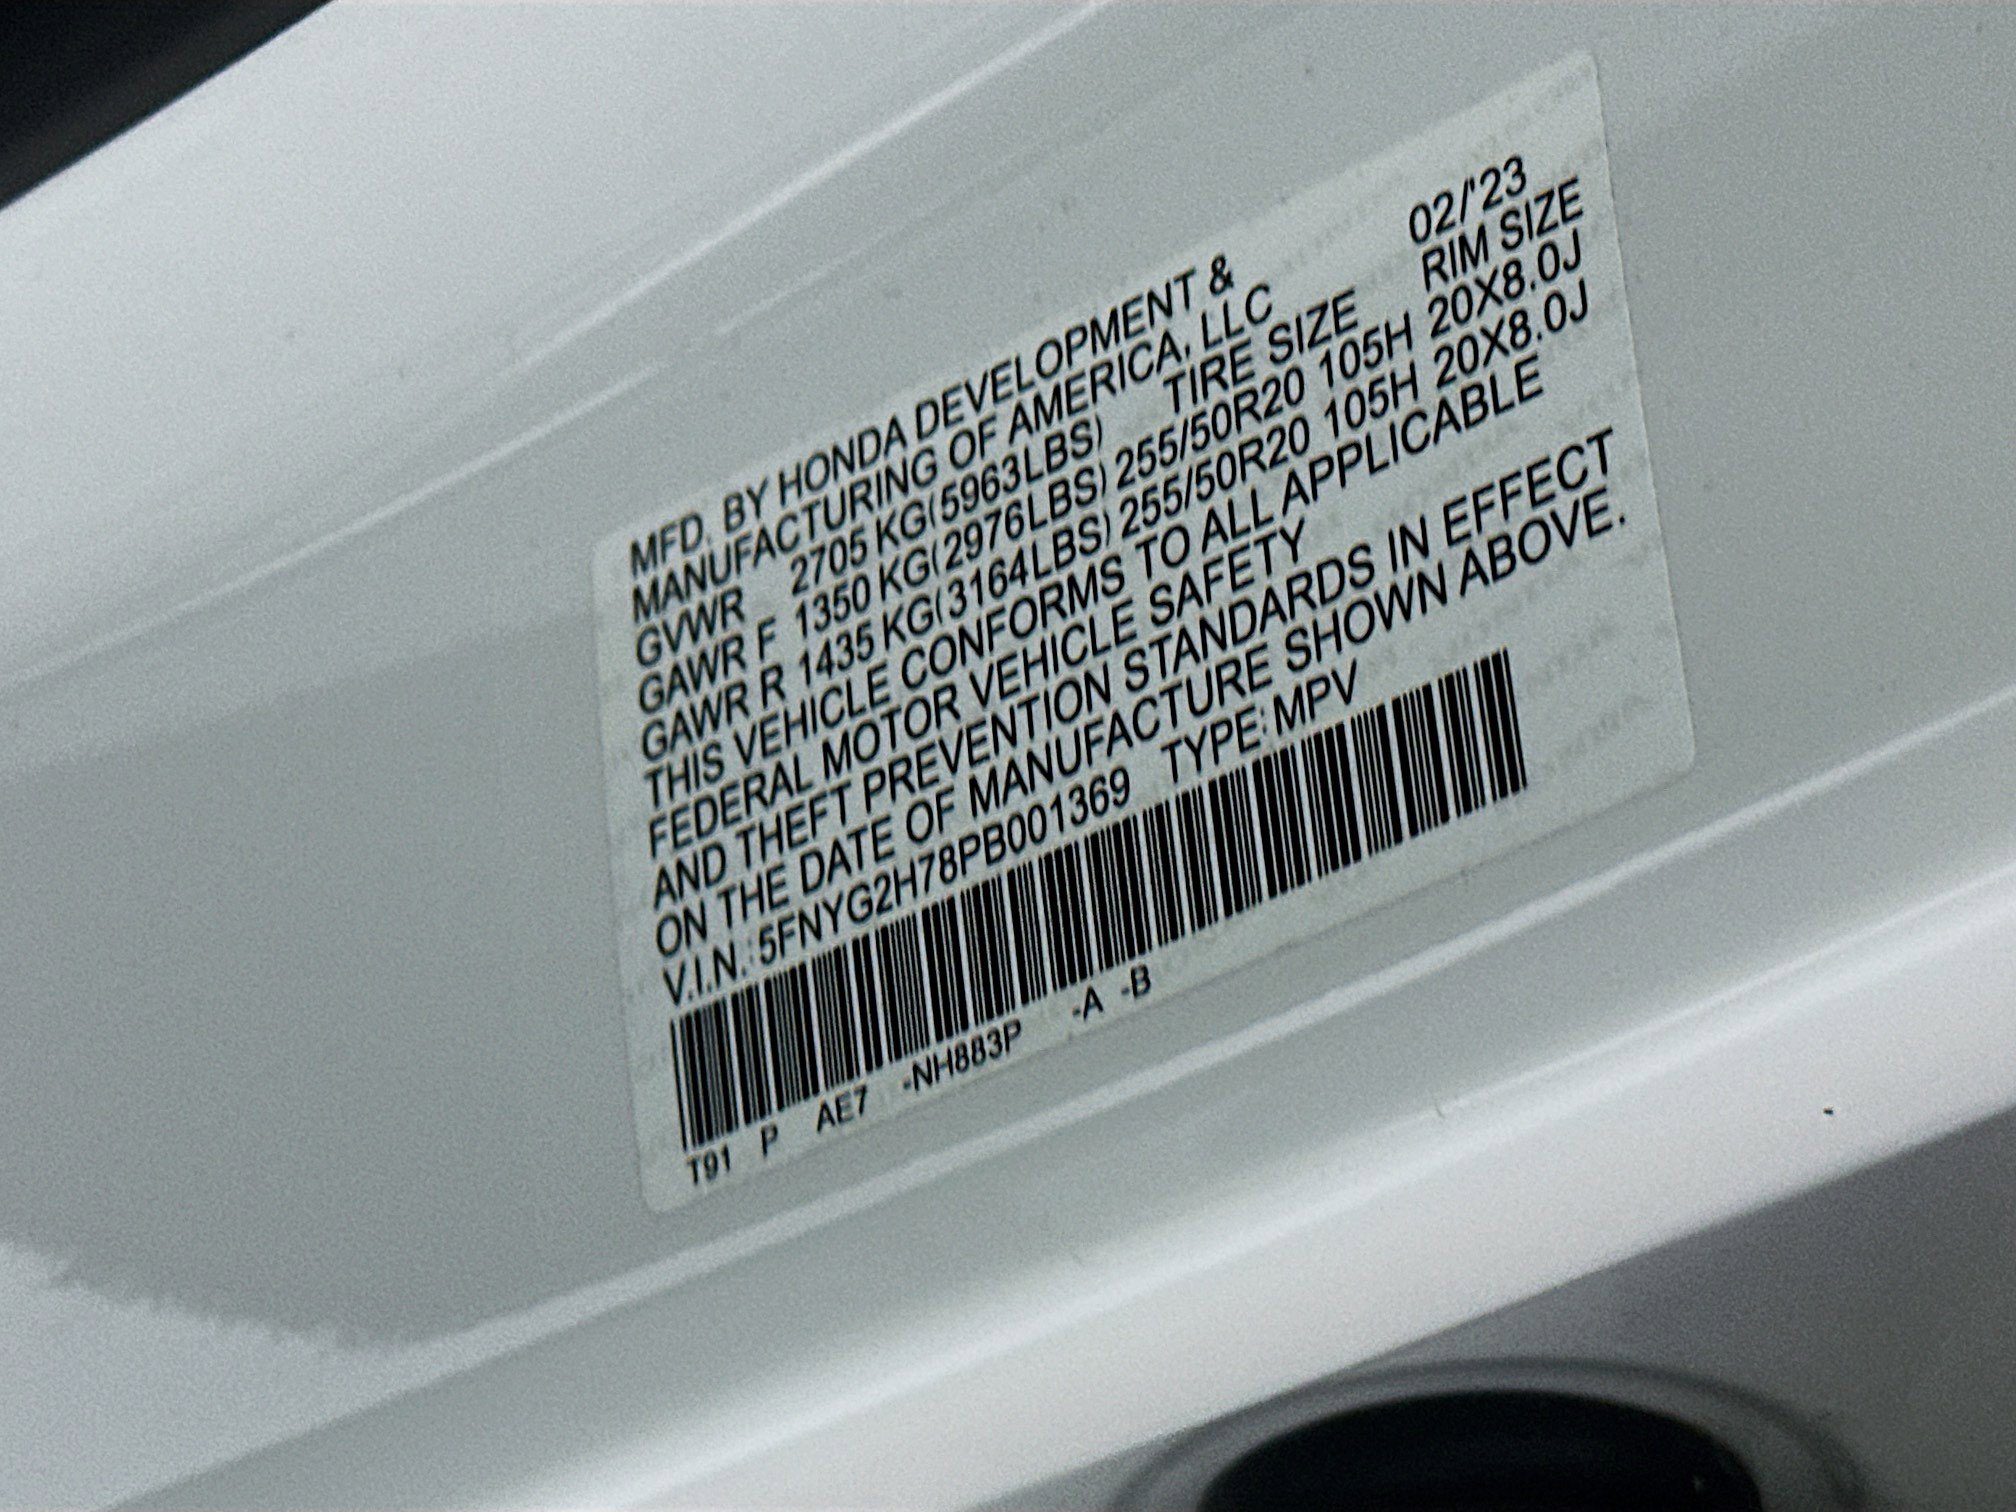 MFD. BY HONDA DEVELOPMENT &
MANUFACTURING OF AMERICA, LLC 02/'23
GVWR 2705 KG(5963LBS) TIRE SIZE RIM SIZE
GAWR F 1350 KG(2976LBS) 255/50R20 105H 20X8.0J
GAWR R 1435 KG(3164LBS) 255/50R20 105H 20X8.0J
THIS VEHICLE CONFORMS TO ALL APPLICABLE
FEDERAL MOTOR VEHICLE SAFETY
AND THEFT PREVENTION STANDARDS IN EFFECT
ON THE DATE OF MANUFACTURE SHOWN ABOVE.
V.I.N.: 5FNYG2H78PB001369 TYPE: MPV
T91 P AE7 -NH883P -A -B